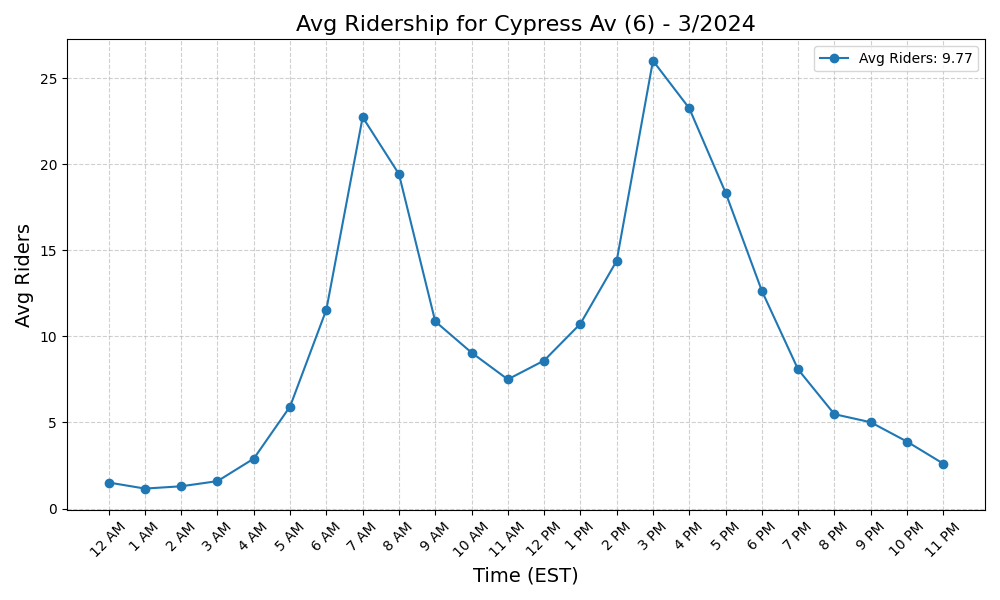 Avg Ridership for Cypress Av (6) - 3/2024
Avg Riders: 9.77
Avg Riders
25
20
15
10
5
0
12 AM
1 AM
2 AM
3 AM
4 AM
5 AM
6 AM
7 AM
8 AM
9 AM
10 AM
11 AM
12 PM
1 PM
2 PM
3 PM
4 PM
5 PM
6 PM
7 PM
8 PM
9 PM
10 PM
11 PM
Time (EST)